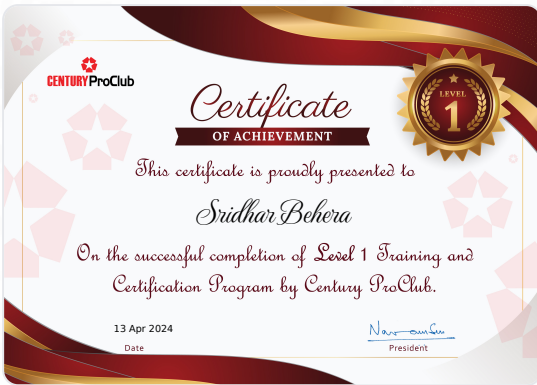 CENTURY ProClub
LEVEL
1
Certificate
OF ACHIEVEMENT
This certificate is proudly presented to
Sridhar Behera
On the successful completion of Level 1 Training and
Certification Program by Century ProClub.
13 Apr 2024
Date
President